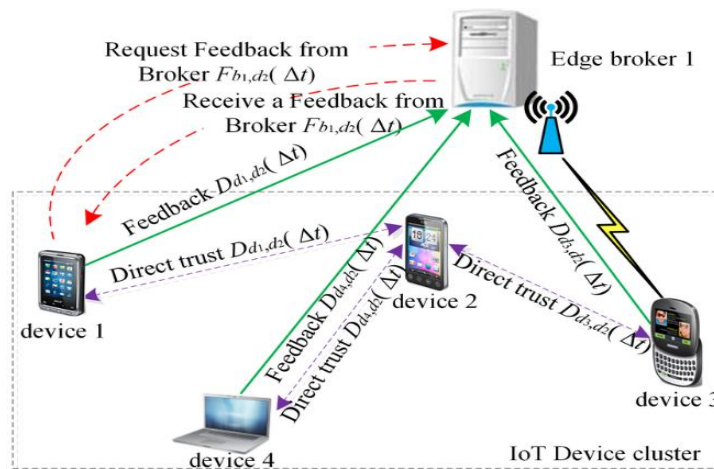 Request Feedback from
Broker Fb1,d2( Δt)
Edge broker 1
Receive a Feedback from
Broker Fb1,d2( Δt)
Feedback Dd1,d2( Δt)
Feedback Dd3,d2( Δt)
Direct trust Dd1,d2( Δt)
Feedback Dd4,d2( Δt)
Direct trust Dd,d2( Δt)
Direct trust Dd3,d2( Δt)
device 1
device 2
device 3
device 4
IoT Device cluster